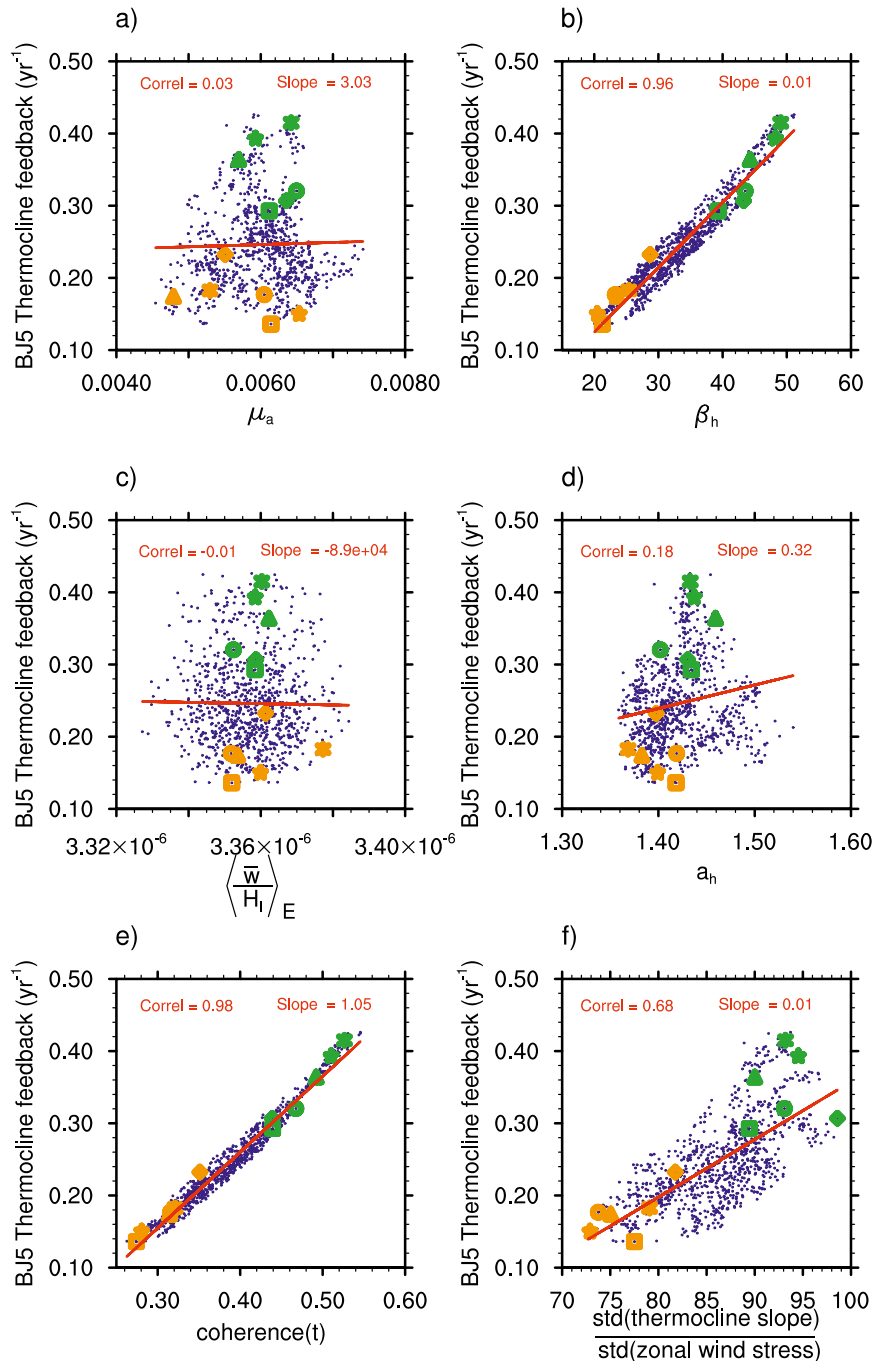 a)
Correl = 0.03 Slope = 3.03
BJ5 Thermocline feedback (yr⁻¹)
0.50
0.40
0.30
0.20
0.10
0.0040 0.0060 0.0080
μₐ
b)
Correl = 0.96 Slope = 0.01
BJ5 Thermocline feedback (yr⁻¹)
0.50
0.40
0.30
0.20
0.10
20 30 40 50 60
βₕ
c)
Correl = -0.01 Slope = -8.9e+04
BJ5 Thermocline feedback (yr⁻¹)
0.50
0.40
0.30
0.20
0.10
3.32×10⁻⁶ 3.36×10⁻⁶ 3.40×10⁻⁶
⟨w̅/H_I⟩_E
d)
Correl = 0.18 Slope = 0.32
BJ5 Thermocline feedback (yr⁻¹)
0.50
0.40
0.30
0.20
0.10
1.30 1.40 1.50 1.60
aₕ
e)
Correl = 0.98 Slope = 1.05
BJ5 Thermocline feedback (yr⁻¹)
0.50
0.40
0.30
0.20
0.10
0.30 0.40 0.50 0.60
coherence(t)
f)
Correl = 0.68 Slope = 0.01
BJ5 Thermocline feedback (yr⁻¹)
0.50
0.40
0.30
0.20
0.10
70 75 80 85 90 95 100
std(thermocline slope)
std(zonal wind stress)